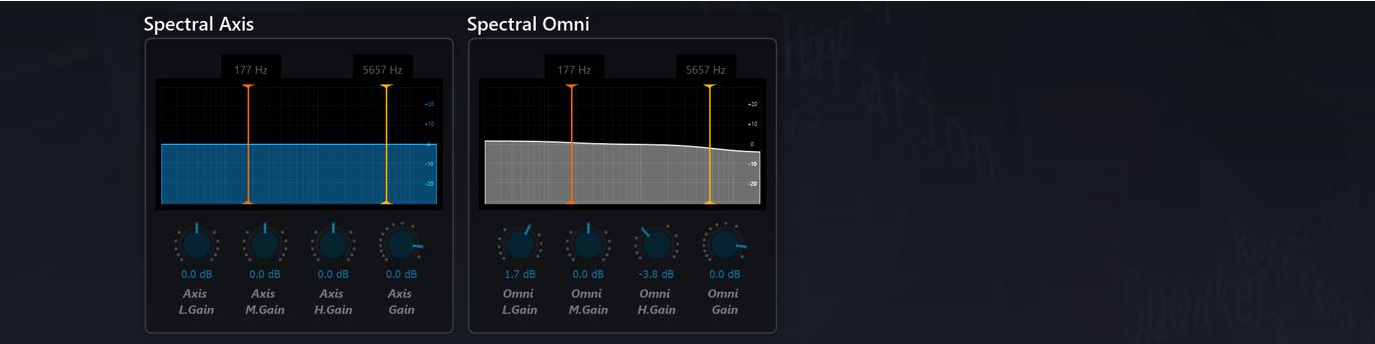 Spectral Axis
177 Hz
5657 Hz
+20
+10
0
-10
-20
0.0 dB
0.0 dB
0.0 dB
0.0 dB
Axis L.Gain
Axis M.Gain
Axis H.Gain
Axis Gain
Spectral Omni
177 Hz
5657 Hz
+20
+10
0
-10
-20
1.7 dB
0.0 dB
-3.8 dB
0.0 dB
Omni L.Gain
Omni M.Gain
Omni H.Gain
Omni Gain